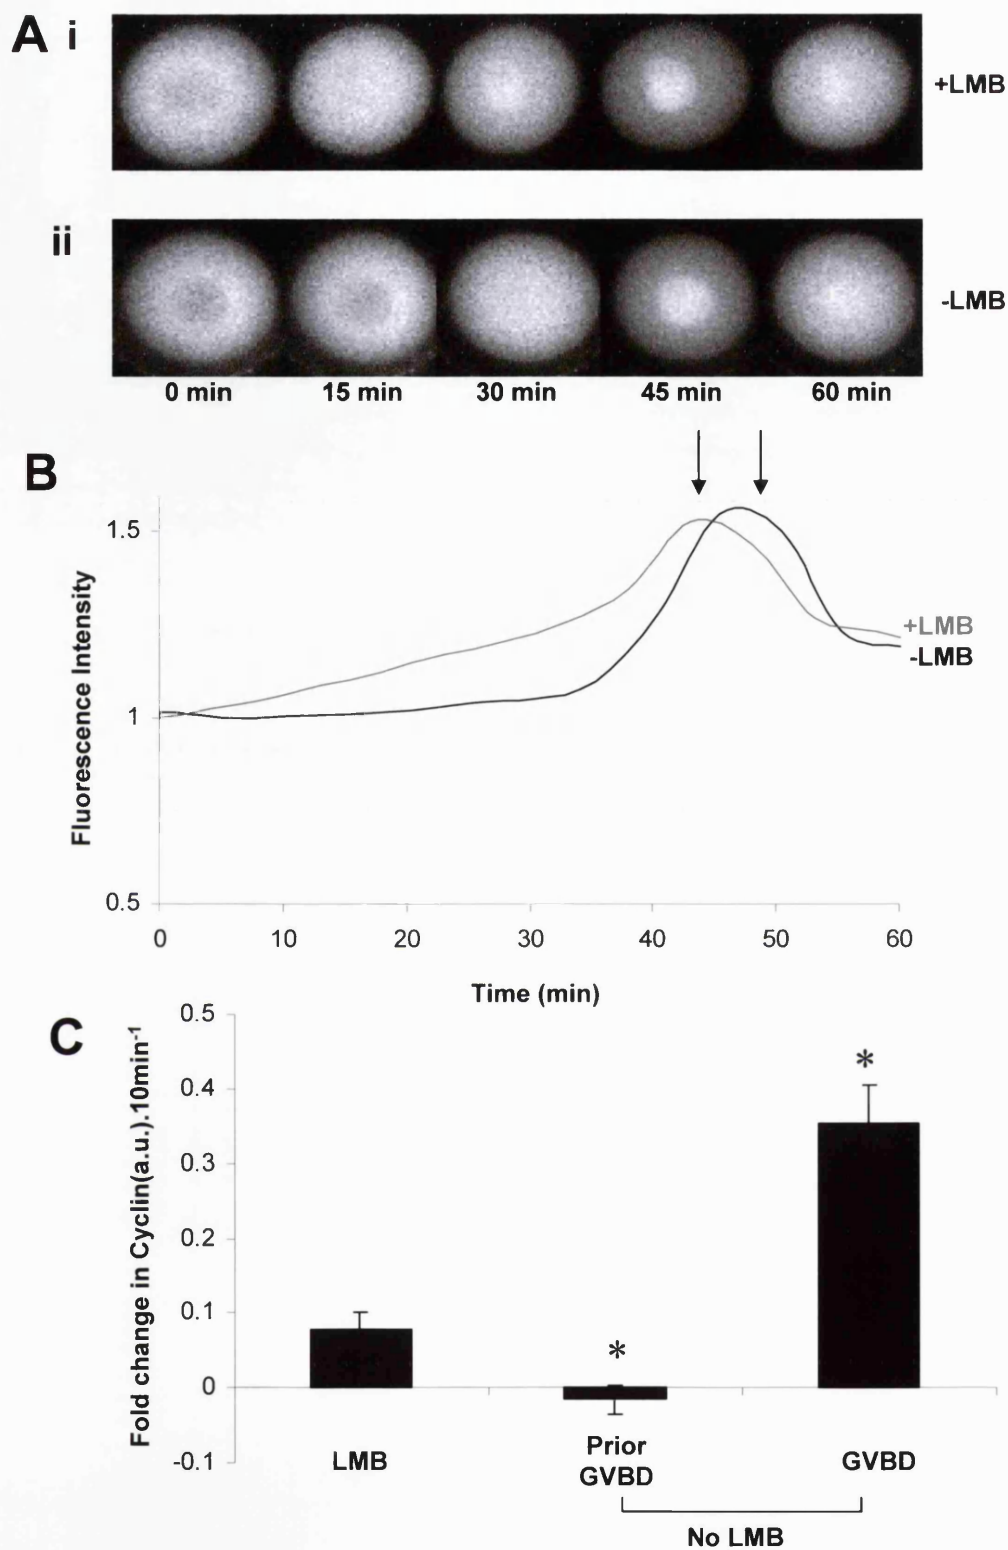 A i
+LMB
ii
-LMB
0 min 15 min 30 min 45 min 60 min
B
Fluorescence Intensity
1.5
1
0.5
+LMB
-LMB
0 10 20 30 40 50 60
Time (min)
C
Fold change in Cyclin(a.u.).10min⁻¹
0.5
0.4
0.3
0.2
0.1
0
-0.1
*
*
LMB
Prior
GVBD
GVBD
No LMB